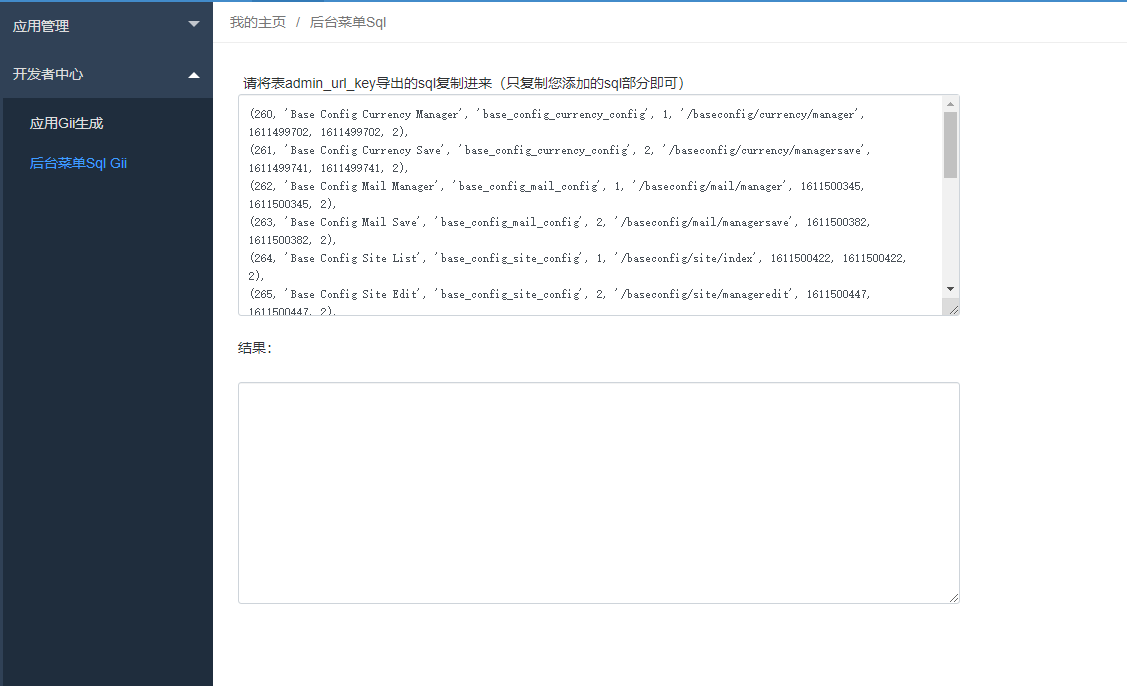 应用管理
开发者中心
应用Gii生成
后台菜单Sql Gii
我的主页 / 后台菜单Sql
请将表admin_url_key导出的sql复制进来（只复制您添加的sql部分即可）
(260, 'Base Config Currency Manager', 'base_config_currency_config', 1, '/baseconfig/currency/manager',
1611499702, 1611499702, 2),
(261, 'Base Config Currency Save', 'base_config_currency_config', 2, '/baseconfig/currency/managersave',
1611499741, 1611499741, 2),
(262, 'Base Config Mail Manager', 'base_config_mail_config', 1, '/baseconfig/mail/manager', 1611500345,
1611500345, 2),
(263, 'Base Config Mail Save', 'base_config_mail_config', 2, '/baseconfig/mail/managersave', 1611500382,
1611500382, 2),
(264, 'Base Config Site List', 'base_config_site_config', 1, '/baseconfig/site/index', 1611500422, 1611500422,
2),
(265, 'Base Config Site Edit', 'base_config_site_config', 2, '/baseconfig/site/manageredit', 1611500447,
1611500447, 2),
结果：